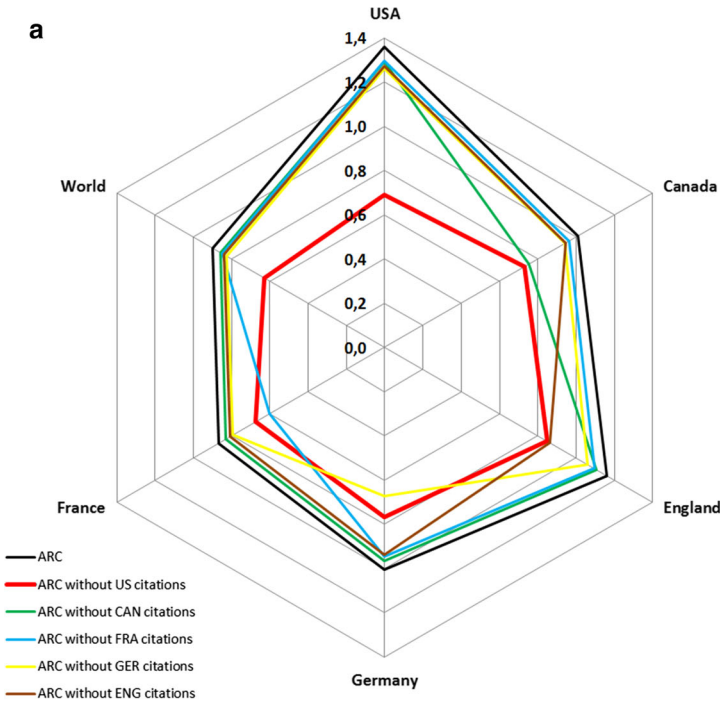 a
USA
1,4
1,2
1,0
0,8
0,6
0,4
0,2
0,0
World
Canada
France
England
Germany
ARC
ARC without US citations
ARC without CAN citations
ARC without FRA citations
ARC without GER citations
ARC without ENG citations